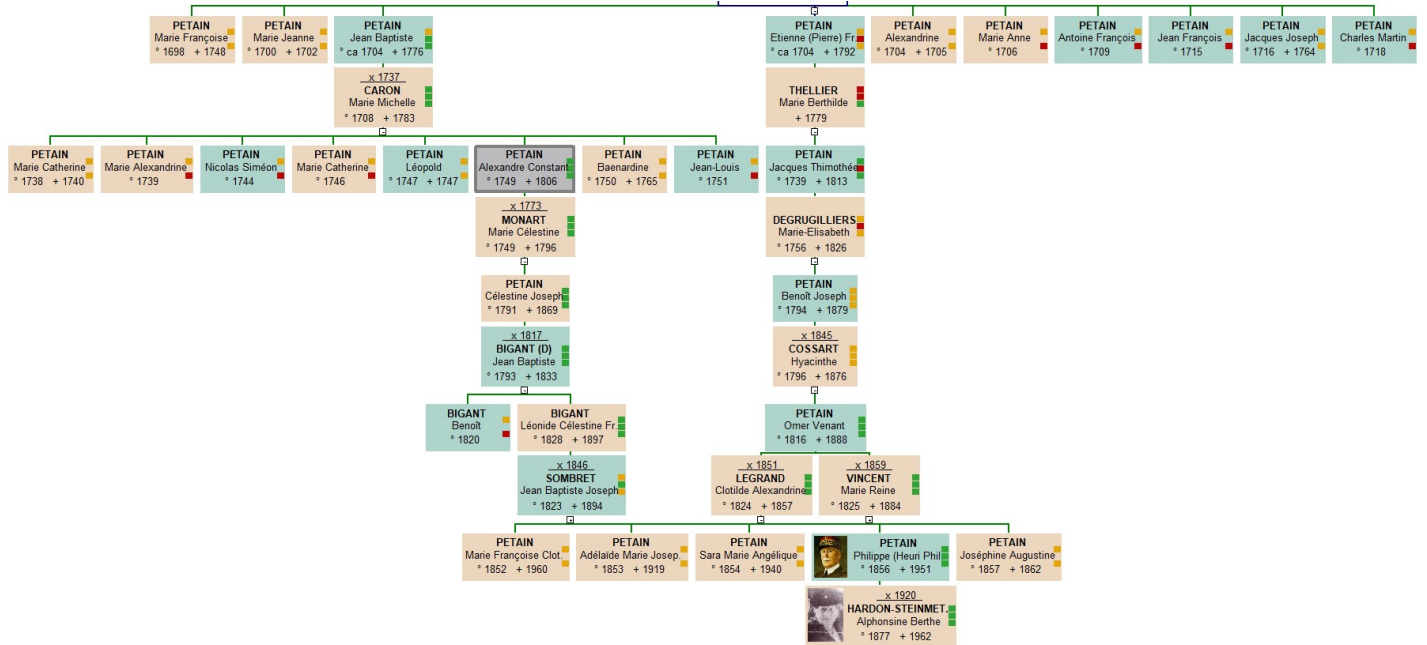 PETAIN
Marie Françoise
° 1698 + 1748
PETAIN
Marie Jeanne
° 1700 + 1702
PETAIN
Jean Baptiste
° ca 1704 + 1776
PETAIN
Etienne (Pierre) Fr.
° ca 1704 + 1792
PETAIN
Alexandrine
° 1704 + 1705
PETAIN
Marie Anne
° 1706
PETAIN
Antoine François
° 1709
PETAIN
Jean François
° 1715
PETAIN
Jacques Joseph
° 1716 + 1764
PETAIN
Charles Martin
° 1718
x 1737
CARON
Marie Michelle
° 1708 + 1783
THELLIER
Marie Berthilde
+ 1779
PETAIN
Marie Catherine
° 1738 + 1740
PETAIN
Marie Alexandrine
° 1739
PETAIN
Nicolas Siméon
° 1744
PETAIN
Marie Catherine
° 1746
PETAIN
Léopold
° 1747 + 1747
PETAIN
Alexandre Constant
° 1749 + 1806
PETAIN
Baenardine
° 1750 + 1765
PETAIN
Jean-Louis
° 1751
PETAIN
Jacques Thimothée
° 1739 + 1813
x 1773
MONART
Marie Célestine
° 1749 + 1796
DEGRUGILLIERS
Marie-Elisabeth
° 1756 + 1826
PETAIN
Célestine Joseph
° 1791 + 1869
PETAIN
Benoît Joseph
° 1794 + 1879
x 1817
BIGANT (D)
Jean Baptiste
° 1793 + 1833
x 1845
COSSART
Hyacinthe
° 1796 + 1876
BIGANT
Benoît
° 1820
BIGANT
Léonide Célestine Fr.
° 1828 + 1897
PETAIN
Omer Venant
° 1816 + 1888
x 1846
SOMBRET
Jean Baptiste Joseph
° 1823 + 1894
x 1851
LEGRAND
Clotilde Alexandrine
° 1824 + 1857
x 1859
VINCENT
Marie Reine
° 1825 + 1884
PETAIN
Marie Françoise Clot.
° 1852 + 1960
PETAIN
Adélaïde Marie Josep.
° 1853 + 1919
PETAIN
Sara Marie Angélique
° 1854 + 1940
PETAIN
Philippe (Heuri Phil
° 1856 + 1951
PETAIN
Joséphine Augustine
° 1857 + 1862
x 1920
HARDON-STEINMET.
Alphonsine Berthe
° 1877 + 1962